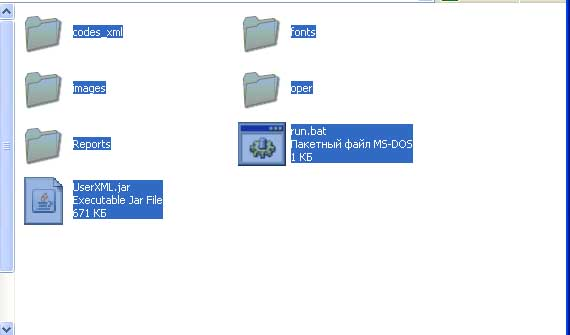 codes_xml
fonts
images
oper
Reports
run.bat
Пакетный файл MS-DOS
1 КБ
UserXML.jar
Executable Jar File
671 КБ